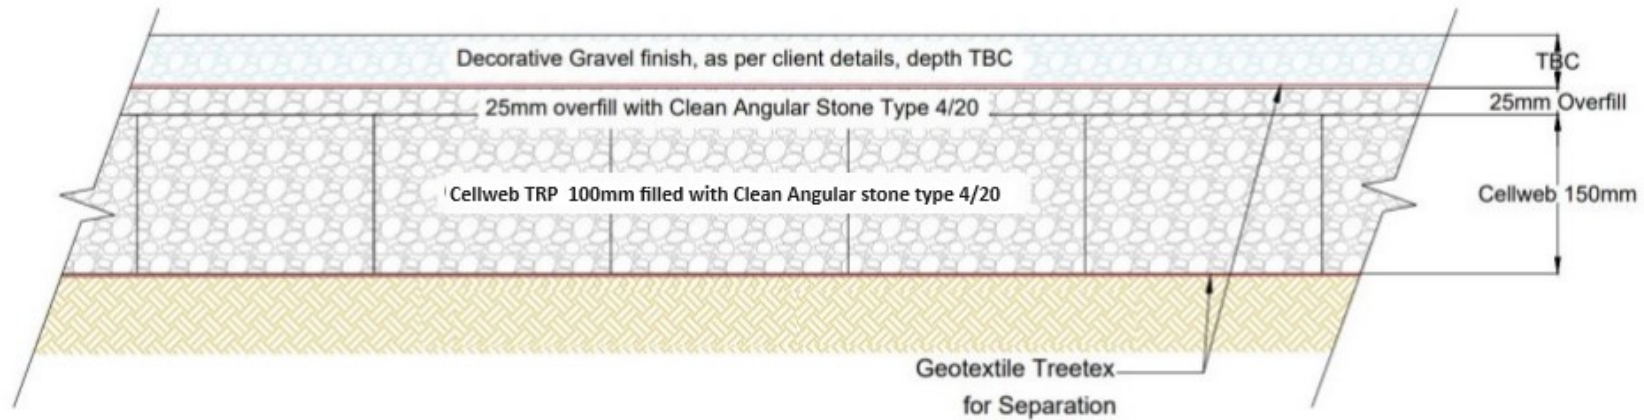 Decorative Gravel finish, as per client details, depth TBC
TBC
25mm overfill with Clean Angular Stone Type 4/20
25mm Overfill
Cellweb TRP 100mm filled with Clean Angular stone type 4/20
Cellweb 150mm
Geotextile Treetex
for Separation